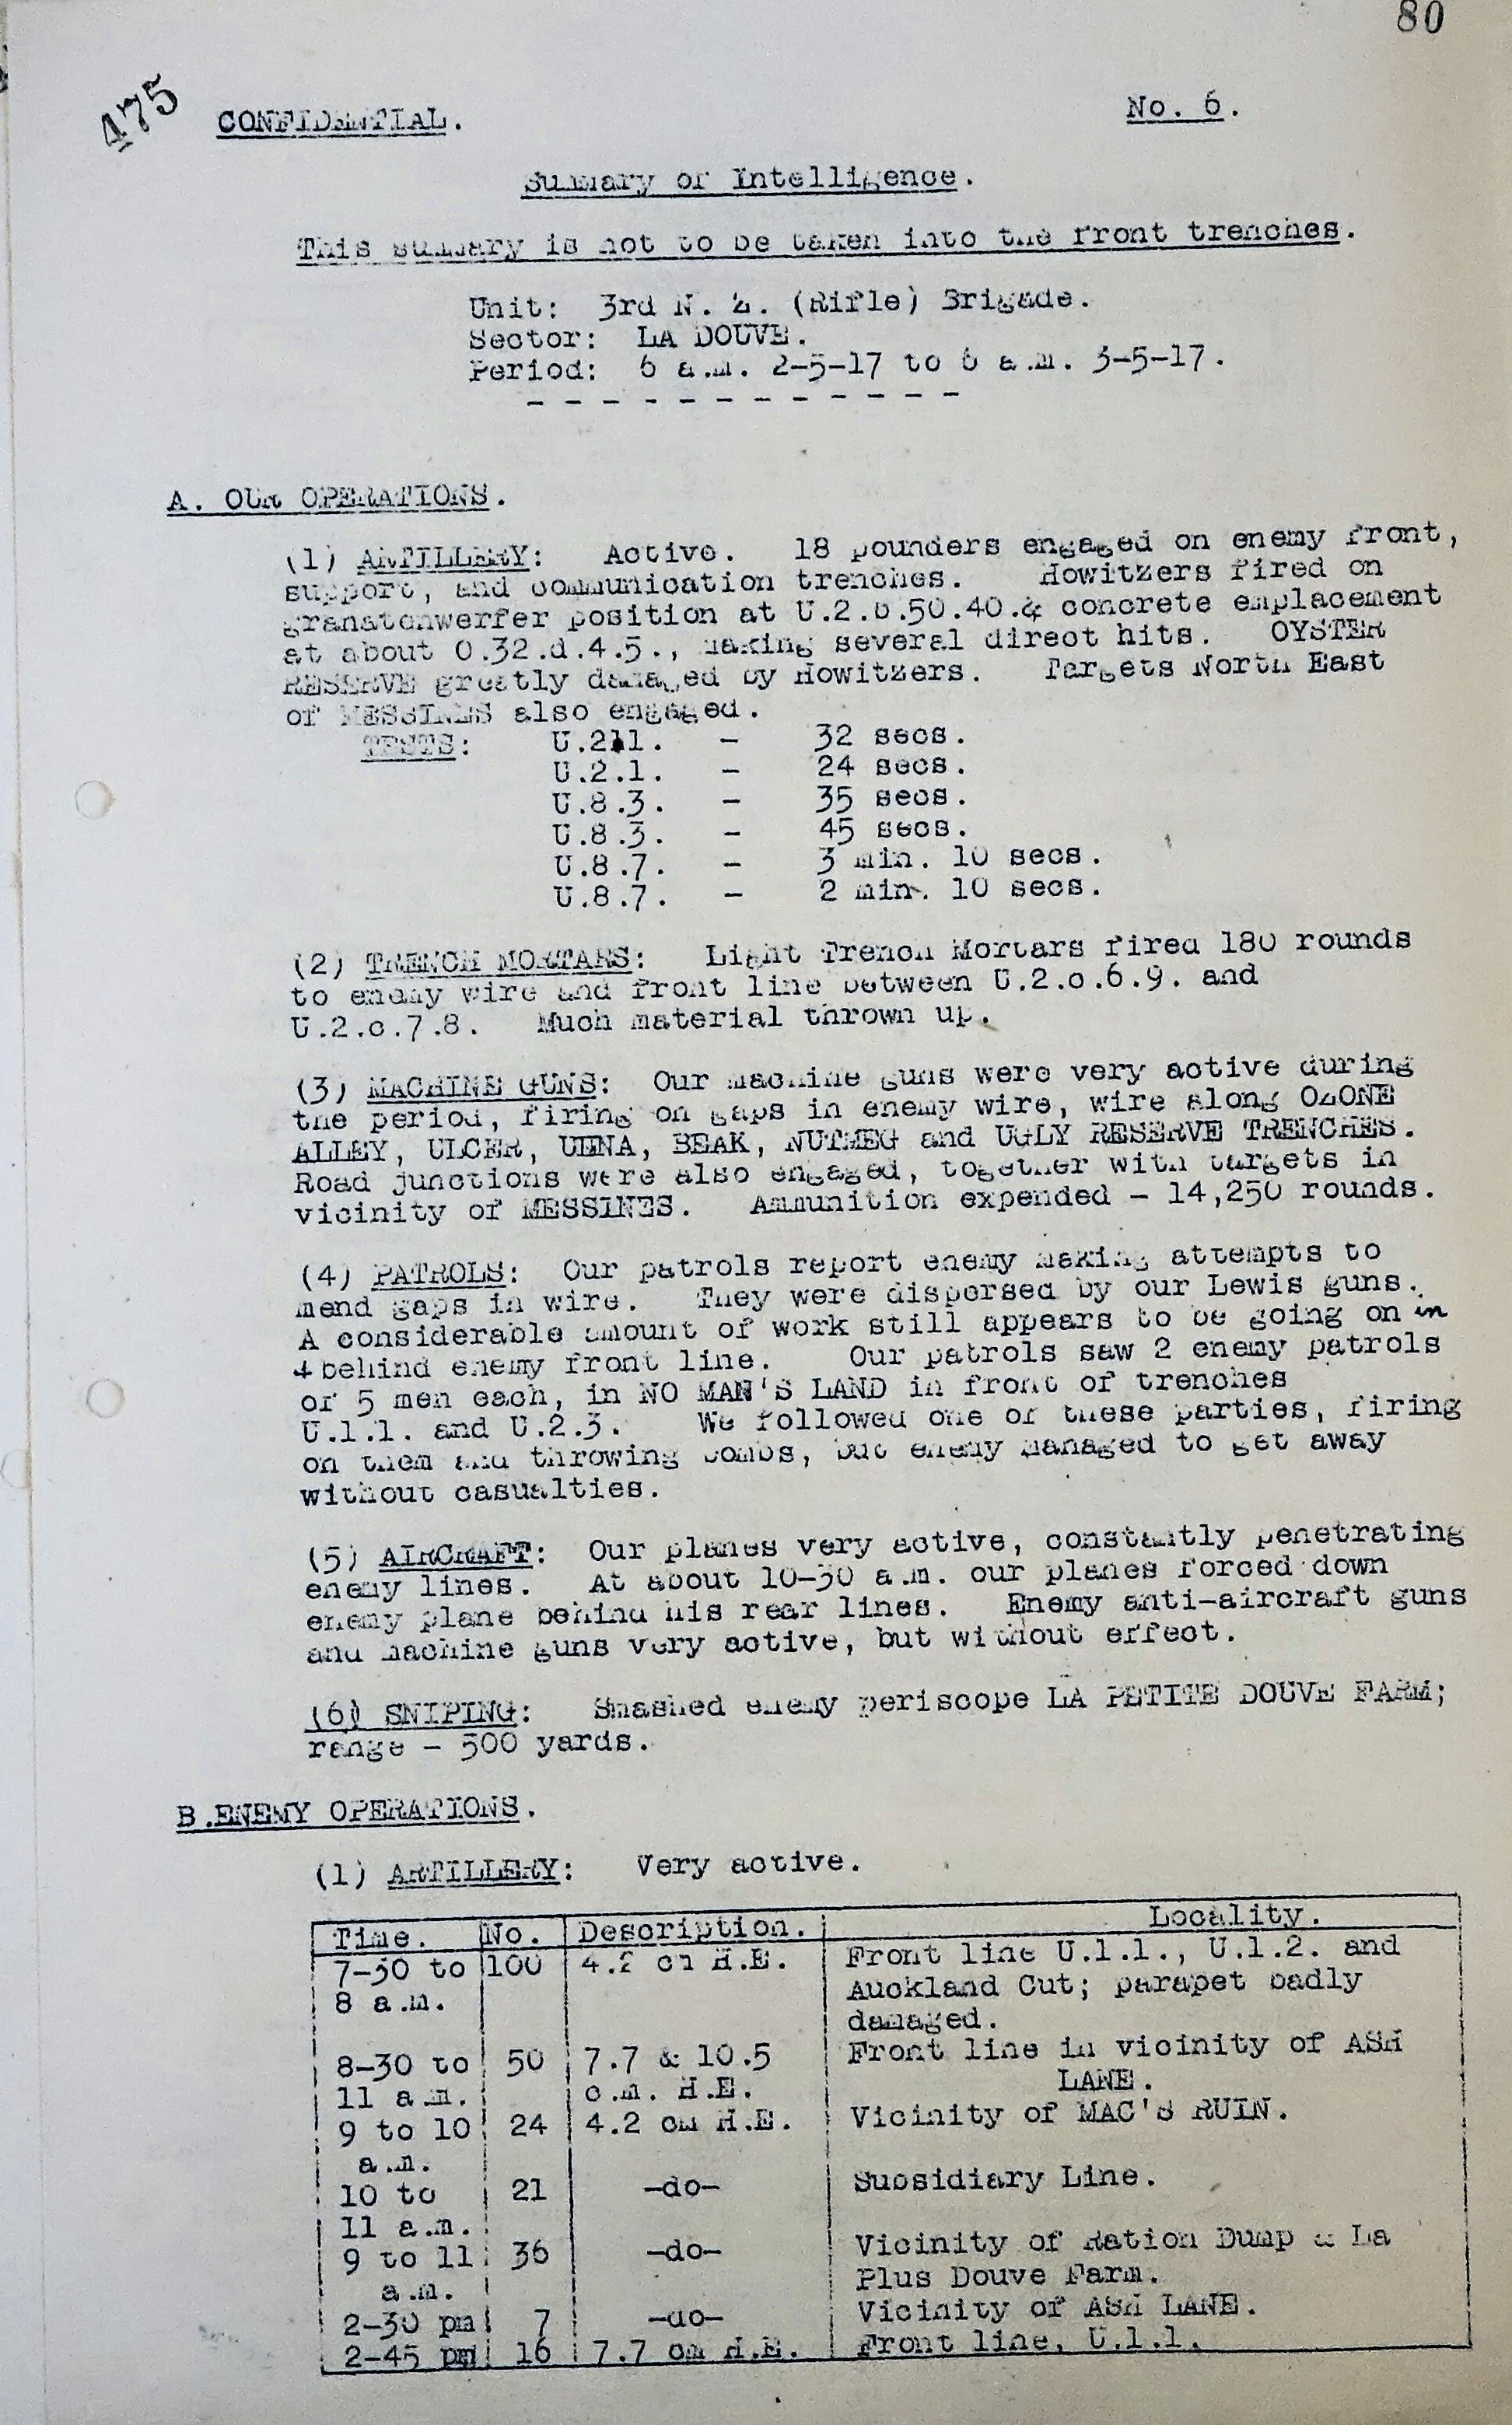 80
475
CONFIDENTIAL.
No. 6.
Summary of Intelligence.
This summary is not to be taken into the front trenches.
Unit: 3rd N. Z. (Rifle) Brigade.
Sector: LA DOUVE.
Period: 6 a.m. 2-5-17 to 6 a.m. 3-5-17.
- - - - - - - - - - - - -
A. OUR OPERATIONS.
(1) ARTILLERY: Active. 18 pounders engaged on enemy front,
support, and communication trenches. Howitzers fired on
granatenwerfer position at U.2.b.50.40.& concrete emplacement
at about O.32.d.4.5., making several direct hits. OYSTER
RESERVE greatly damaged by Howitzers. Targets North East
of MESSINES also engaged.
TESTS: U.211. - 32 secs.
U.2.1. - 24 secs.
U.8.3. - 35 secs.
U.8.3. - 45 secs.
U.8.7. - 3 min. 10 secs.
U.8.7. - 2 min. 10 secs.
(2) TRENCH MORTARS: Light Trench Mortars fired 180 rounds
to enemy wire and front line between U.2.c.6.9. and
U.2.c.7.8. Much material thrown up.
(3) MACHINE GUNS: Our machine guns were very active during
the period, firing on gaps in enemy wire, wire along OZONE
ALLEY, ULCER, UHNA, BEAK, NUTMEG and UGLY RESERVE TRENCHES.
Road junctions were also engaged, together with targets in
vicinity of MESSINES. Ammunition expended - 14,250 rounds.
(4) PATROLS: Our patrols report enemy making attempts to
mend gaps in wire. They were dispersed by our Lewis guns.
A considerable amount of work still appears to be going on in
+ behind enemy front line. Our patrols saw 2 enemy patrols
of 5 men each, in NO MAN'S LAND in front of trenches
U.1.1. and U.2.3. We followed one of these parties, firing
on them and throwing bombs, but enemy managed to get away
without casualties.
(5) AIRCRAFT: Our planes very active, constantly penetrating
enemy lines. At about 10-30 a.m. our planes forced down
enemy plane behind his rear lines. Enemy anti-aircraft guns
and machine guns very active, but without effect.
(6) SNIPING: Smashed enemy periscope LA PETITE DOUVE FARM;
range - 500 yards.
B.ENEMY OPERATIONS.
(1) ARTILLERY: Very active.
Time. No. Description. Locality.
7-30 to 100 4.2 cm H.E. Front line U.1.1., U.1.2. and
8 a.m. Auckland Cut; parapet badly
damaged.
8-30 to 50 7.7 & 10.5 Front line in vicinity of ASH
11 a.m. c.m. H.E. LANE.
9 to 10 24 4.2 cm H.E. Vicinity of MAC'S RUIN.
a.m.
10 to 21 -do- Subsidiary Line.
11 a.m.
9 to 11 36 -do- Vicinity of Ration Dump & La
a.m. Plus Douve Farm.
2-30 pm 7 -do- Vicinity of ASH LANE.
2-45 pm 16 7.7 cm H.E. Front line, U.1.1.